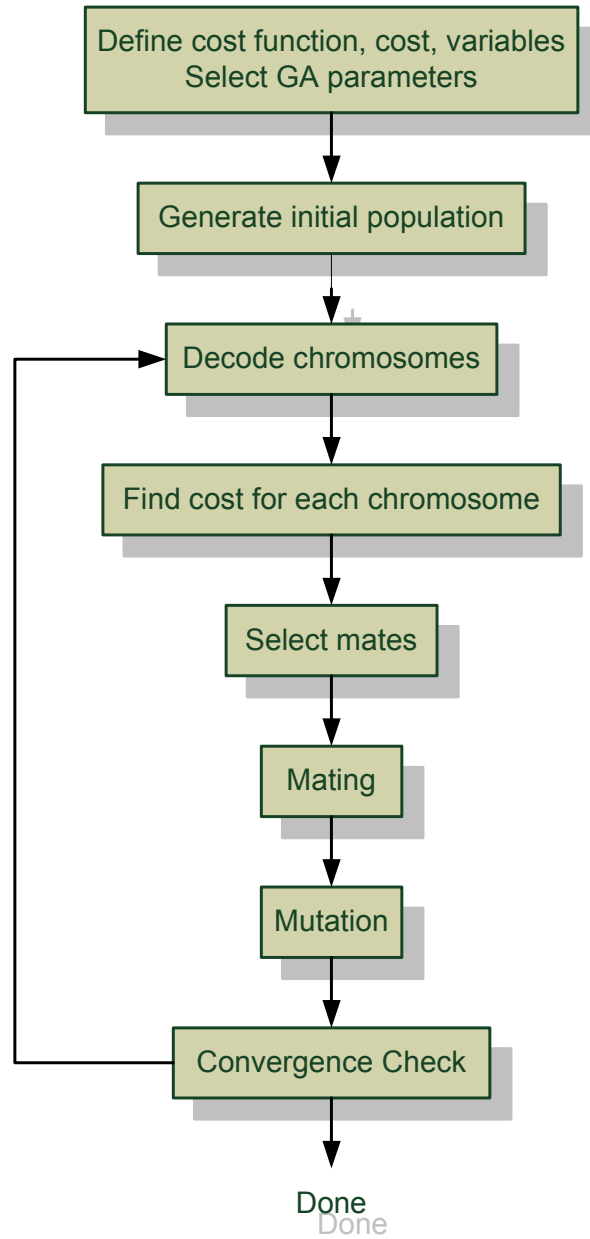 Define cost function, cost, variables
Select GA parameters
Generate initial population
Decode chromosomes
Find cost for each chromosome
Select mates
Mating
Mutation
Convergence Check
Done
Done